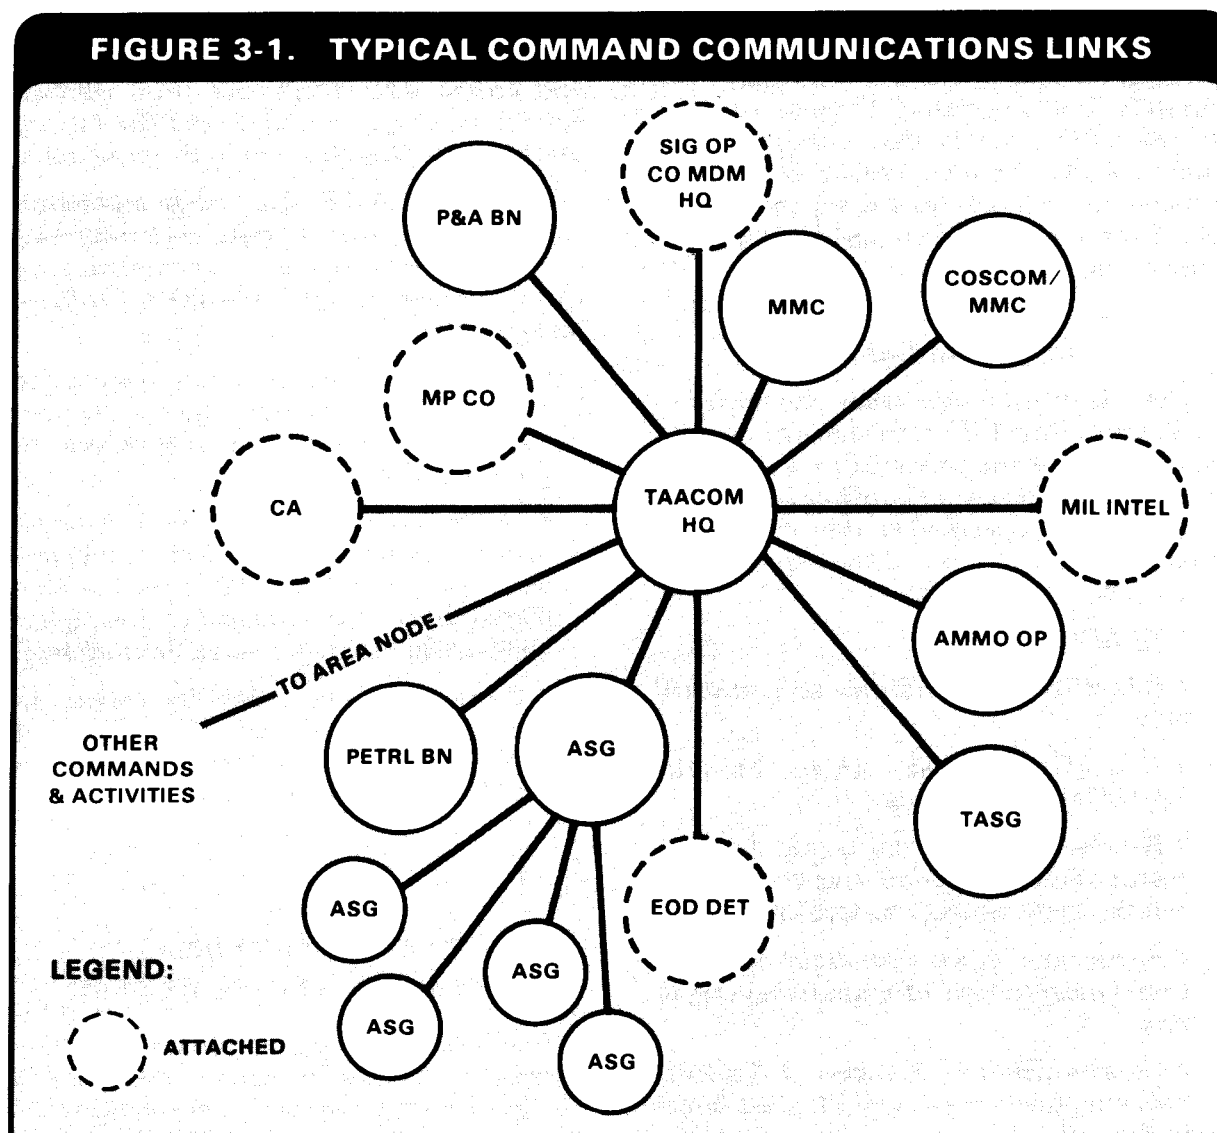 FIGURE 3-1. TYPICAL COMMAND COMMUNICATIONS LINKS
SIG OP
CO MDM
HQ
P&A BN
COSCOM/
MMC
MMC
MP CO
CA
TAACOM
HQ
MIL INTEL
TO AREA NODE
AMMO OP
OTHER
COMMANDS
& ACTIVITIES
PETRL BN
ASG
TASG
ASG
EOD DET
ASG
ASG
ASG
LEGEND:
ATTACHED